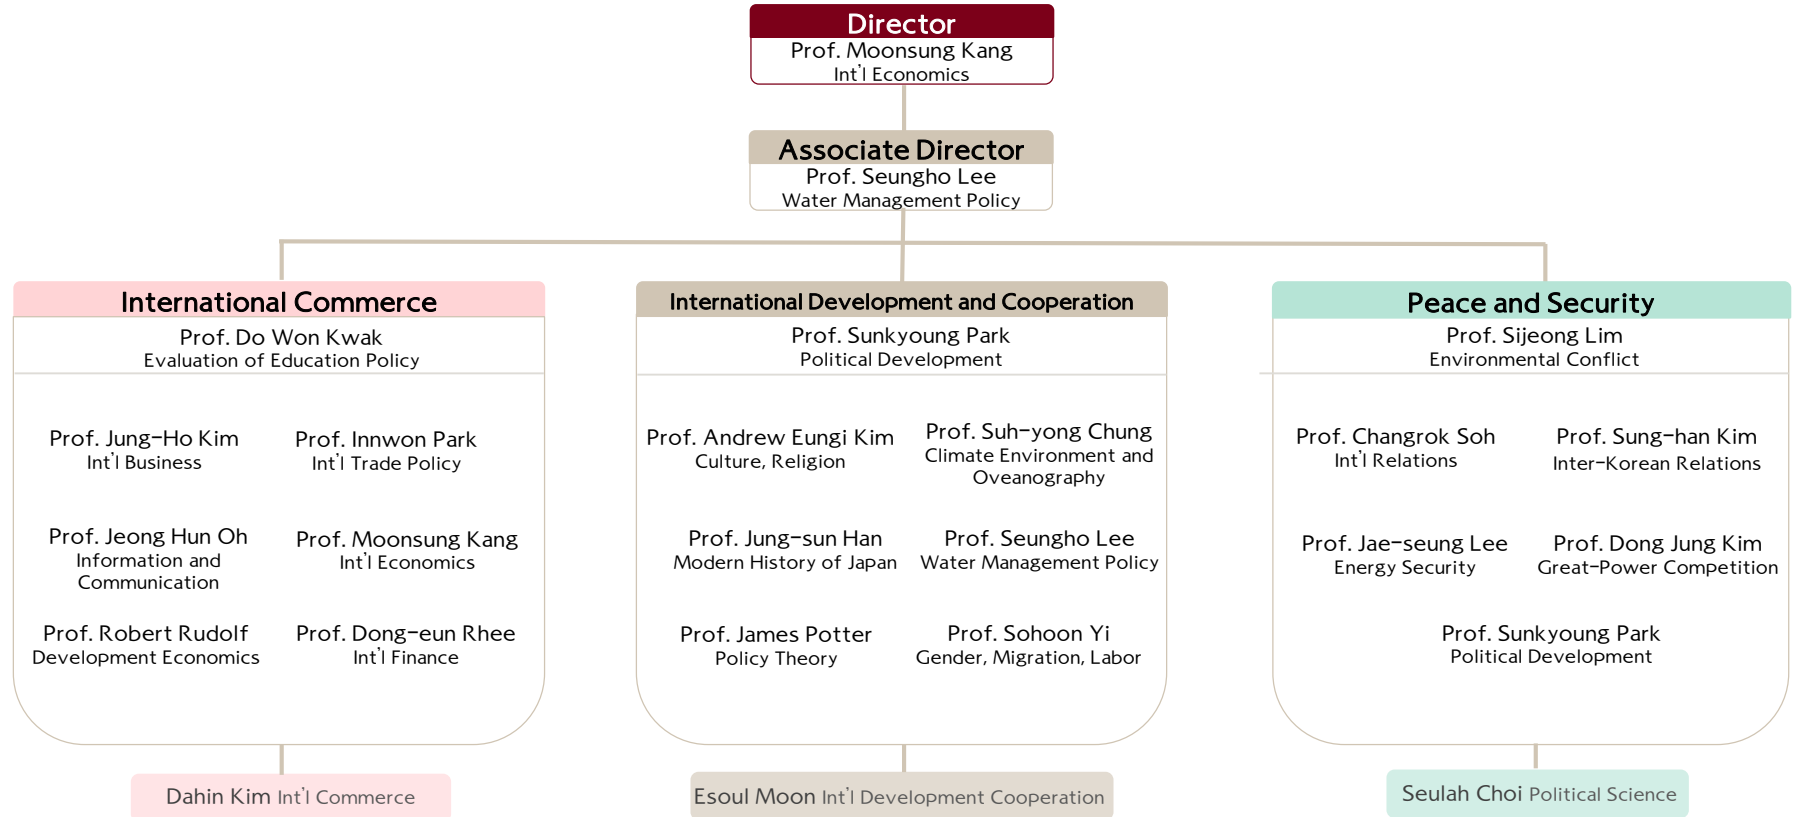 Director
Prof. Moonsung Kang
Int'l Economics
Associate Director
Prof. Seungho Lee
Water Management Policy
International Commerce
Prof. Do Won Kwak
Evaluation of Education Policy
Prof. Jung-Ho Kim
Int'l Business
Prof. Innwon Park
Int'l Trade Policy
Prof. Jeong Hun Oh
Information and
Communication
Prof. Moonsung Kang
Int'l Economics
Prof. Robert Rudolf
Development Economics
Prof. Dong-eun Rhee
Int'l Finance
Dahin Kim Int'l Commerce
International Development and Cooperation
Prof. Sunkyoung Park
Political Development
Prof. Andrew Eungi Kim
Culture, Religion
Prof. Suh-yong Chung
Climate Environment and
Oveanography
Prof. Jung-sun Han
Modern History of Japan
Prof. Seungho Lee
Water Management Policy
Prof. James Potter
Policy Theory
Prof. Sohoon Yi
Gender, Migration, Labor
Esoul Moon Int'l Development Cooperation
Peace and Security
Prof. Sijeong Lim
Environmental Conflict
Prof. Changrok Soh
Int'l Relations
Prof. Sung-han Kim
Inter-Korean Relations
Prof. Jae-seung Lee
Energy Security
Prof. Dong Jung Kim
Great-Power Competition
Prof. Sunkyoung Park
Political Development
Seulah Choi Political Science